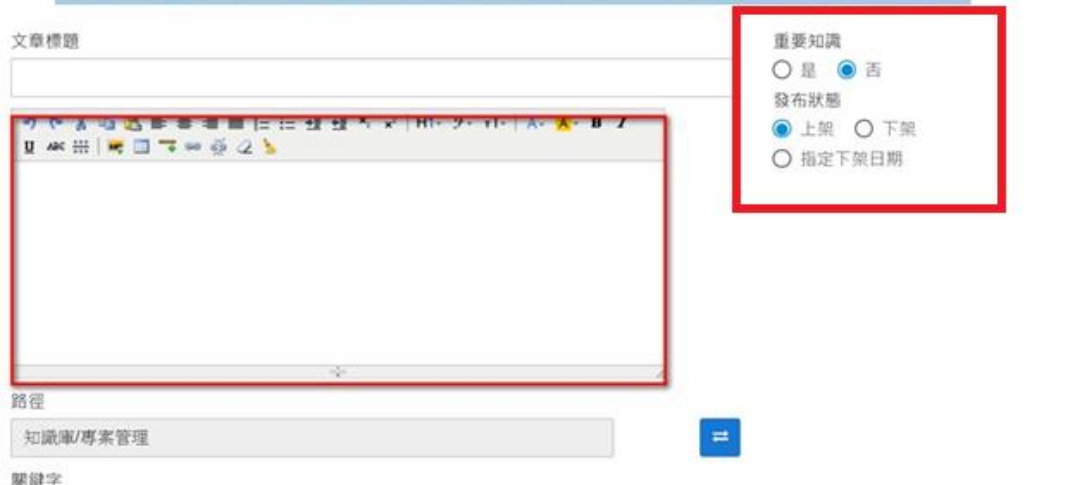 文章標題
重要知識
是 否
發布狀態
上架 下架
指定下架日期
路徑
知識庫/專案管理
關鍵字